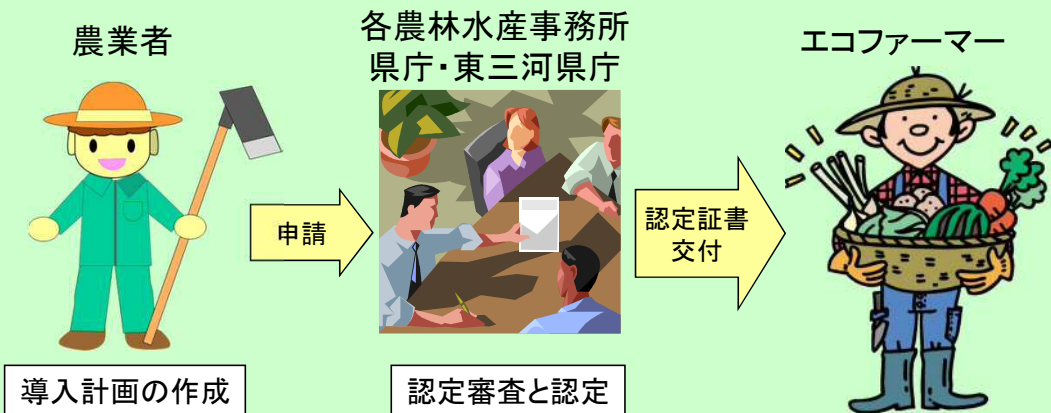 農業者
各農林水産事務所
県庁・東三河県庁
エコファーマー
申請
認定証書
交付
導入計画の作成
認定審査と認定